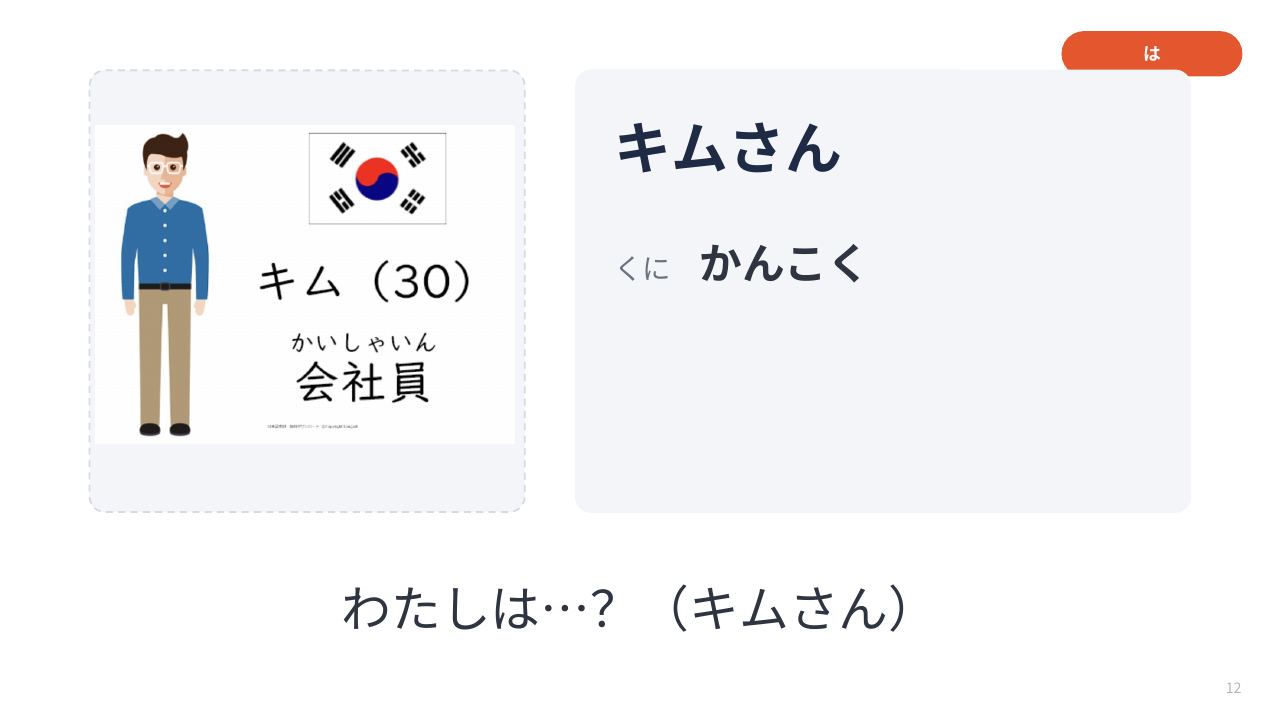 は
キム（30）
かいしゃいん
会社員
キムさん
くに かんこく
わたしは…？ （キムさん）
12